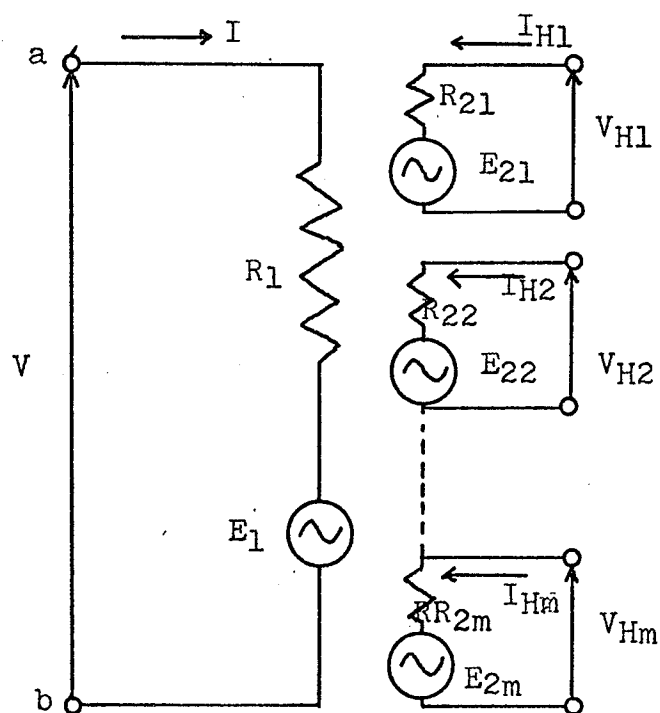 a
I
I_H1
R_21
V_H1
E_21
R_1
I_H2
R_22
V
E_22
V_H2
E_1
I_Hm
RR_2m
V_Hm
E_2m
b